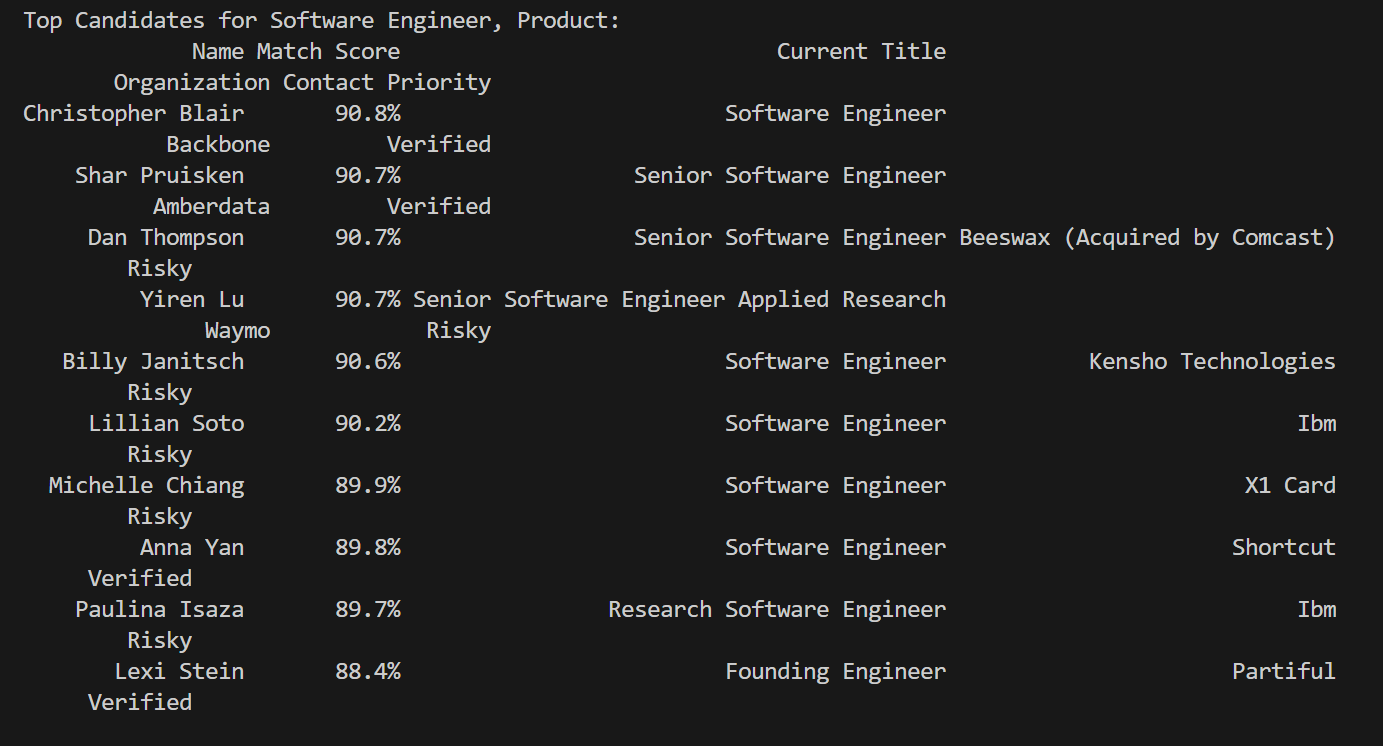 Top Candidates for Software Engineer, Product:
Name Match Score Current Title
Organization Contact Priority
Christopher Blair 90.8% Software Engineer
Backbone Verified
Shar Pruisken 90.7% Senior Software Engineer
Amberdata Verified
Dan Thompson 90.7% Senior Software Engineer Beeswax (Acquired by Comcast)
Risky
Yiren Lu 90.7% Senior Software Engineer Applied Research
Waymo Risky
Billy Janitsch 90.6% Software Engineer Kensho Technologies
Risky
Lillian Soto 90.2% Software Engineer Ibm
Risky
Michelle Chiang 89.9% Software Engineer X1 Card
Risky
Anna Yan 89.8% Software Engineer Shortcut
Verified
Paulina Isaza 89.7% Research Software Engineer Ibm
Risky
Lexi Stein 88.4% Founding Engineer Partiful
Verified